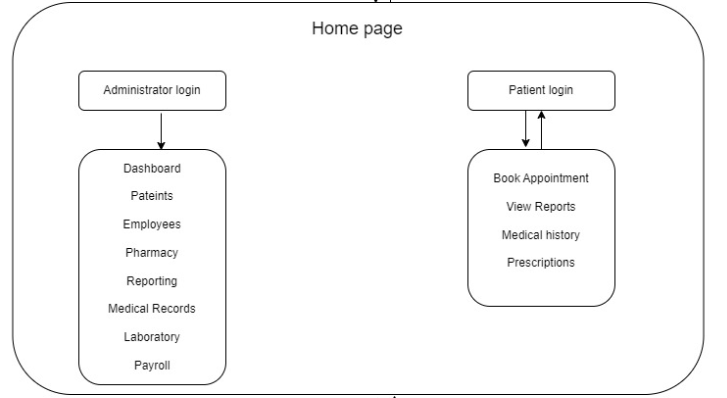 Home page
Administrator login
Patient login
Dashboard
Pateints
Employees
Pharmacy
Reporting
Medical Records
Laboratory
Payroll
Book Appointment
View Reports
Medical history
Prescriptions